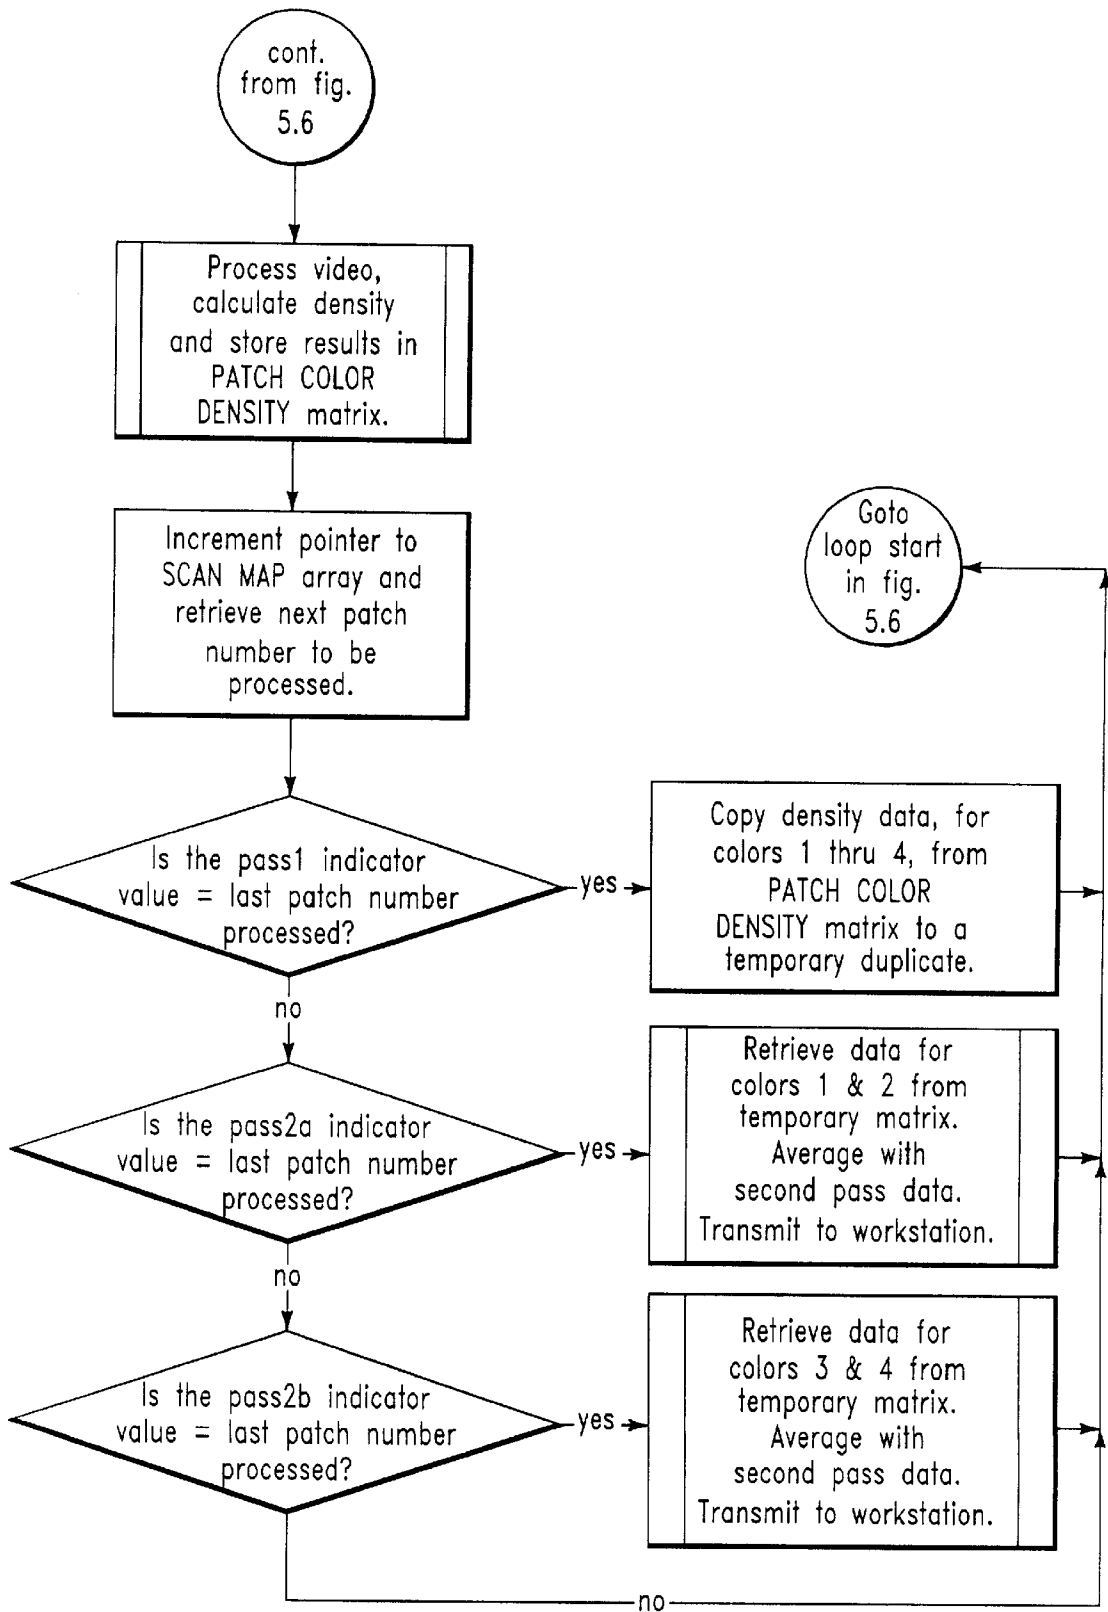 cont.
from fig.
5.6
Process video,
calculate density
and store results in
PATCH COLOR
DENSITY matrix.
Increment pointer to
SCAN MAP array and
retrieve next patch
number to be
processed.
Goto
loop start
in fig.
5.6
Is the pass1 indicator
value = last patch number
processed?
yes
Copy density data, for
colors 1 thru 4, from
PATCH COLOR
DENSITY matrix to a
temporary duplicate.
no
Is the pass2a indicator
value = last patch number
processed?
yes
Retrieve data for
colors 1 & 2 from
temporary matrix.
Average with
second pass data.
Transmit to workstation.
no
Is the pass2b indicator
value = last patch number
processed?
yes
Retrieve data for
colors 3 & 4 from
temporary matrix.
Average with
second pass data.
Transmit to workstation.
no